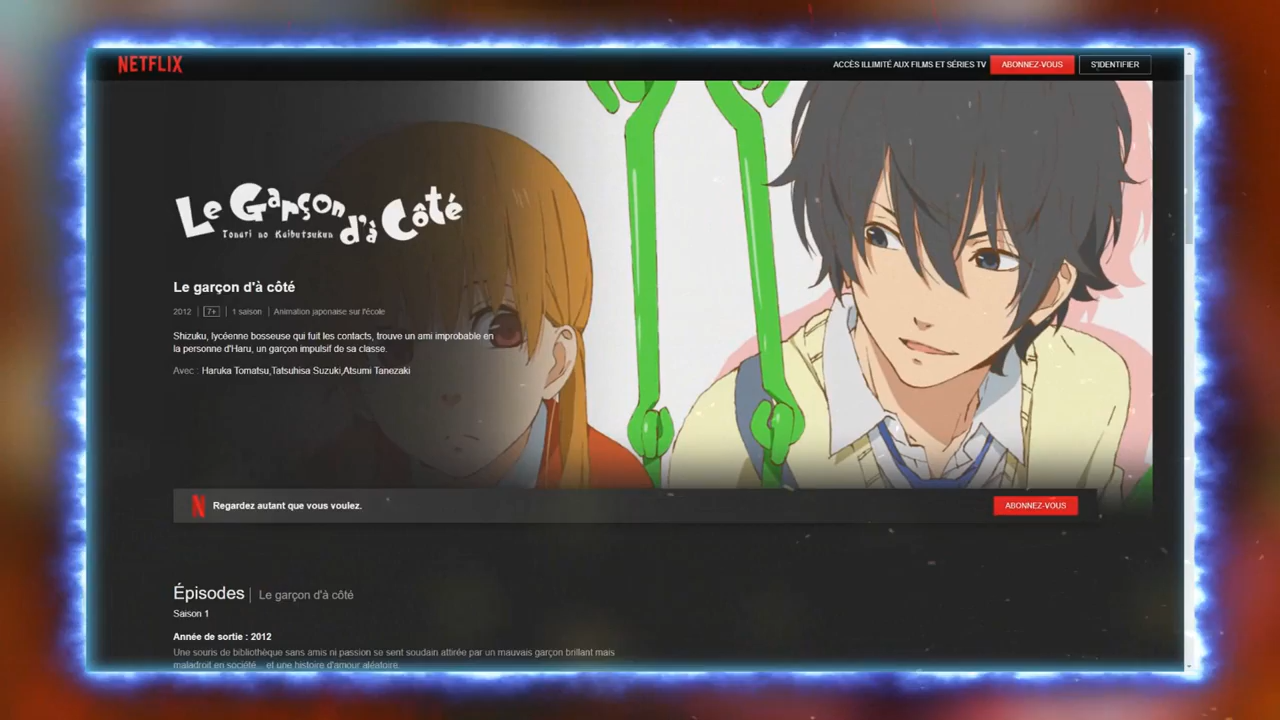 NETFLIX
ACCÈS ILLIMITÉ AUX FILMS ET SÉRIES TV
ABONNEZ-VOUS
S'IDENTIFIER
Le Garçon d'à Côté
Tonari no Kaibutsukun
Le garçon d'à côté
2012 | 7+ | 1 saison | Animation japonaise sur l'école
Shizuku, lycéenne bosseuse qui fuit les contacts, trouve un ami improbable en
la personne d'Haru, un garçon impulsif de sa classe.
Avec : Haruka Tomatsu,Tatsuhisa Suzuki,Atsumi Tanezaki
N Regardez autant que vous voulez.
ABONNEZ-VOUS
Épisodes | Le garçon d'à côté
Saison 1
Année de sortie : 2012
Une souris de bibliothèque sans amis ni passion se sent soudain attirée par un mauvais garçon brillant mais
maladroit en société... et une histoire d'amour aléatoire.